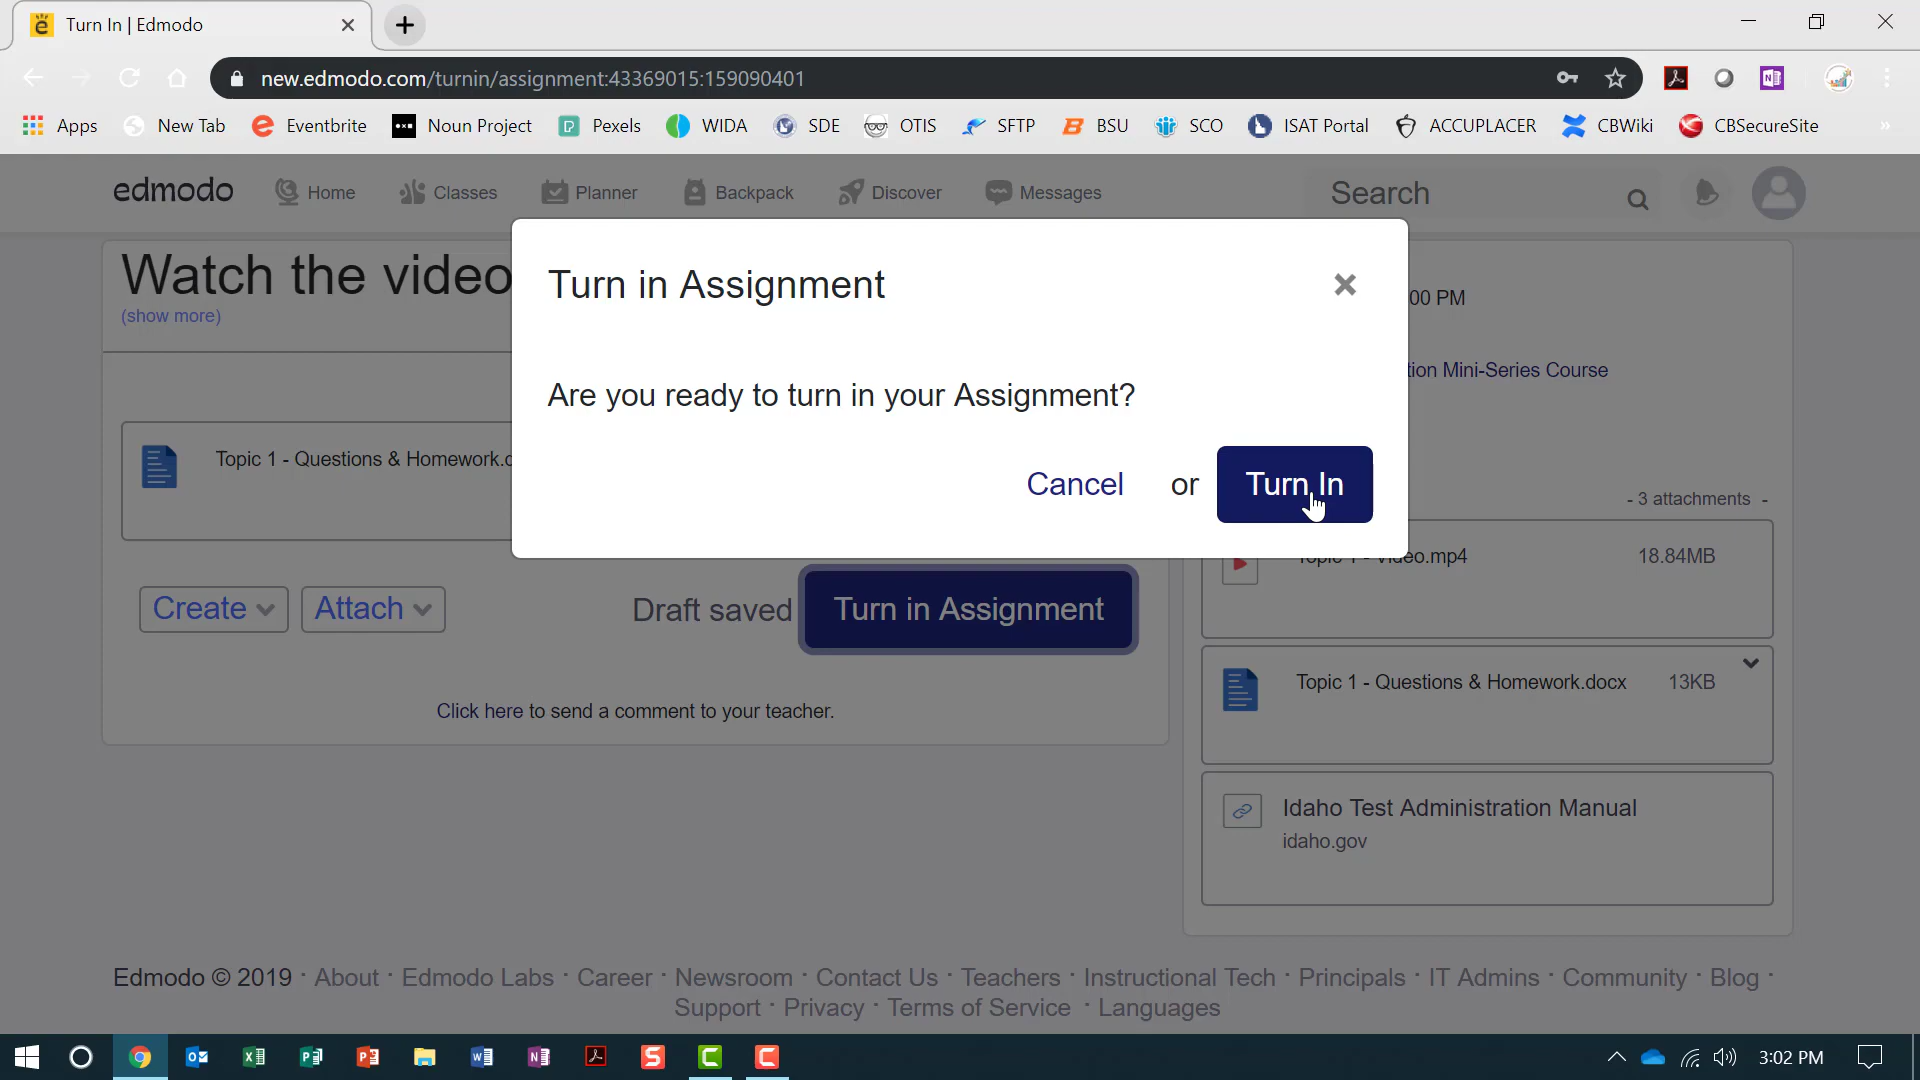 Turn In | Edmodo
new.edmodo.com/turnin/assignment:43369015:159090401
Apps New Tab Eventbrite Noun Project Pexels WIDA SDE OTIS SFTP BSU SCO ISAT Portal ACCUPLACER CBWiki CBSecureSite
edmodo Home Classes Planner Backpack Discover Messages Search
Watch the video
(show more)
Turn in Assignment
Are you ready to turn in your Assignment?
Cancel or Turn In
Topic 1 - Questions & Homework.
Create Attach Draft saved Turn in Assignment
Click here to send a comment to your teacher.
00 PM
tion Mini-Series Course
- 3 attachments -
Topic 1 - Video.mp4 18.84MB
Topic 1 - Questions & Homework.docx 13KB
Idaho Test Administration Manual
idaho.gov
Edmodo © 2019 · About · Edmodo Labs · Career · Newsroom · Contact Us · Teachers · Instructional Tech · Principals · IT Admins · Community · Blog ·
Support · Privacy · Terms of Service · Languages
3:02 PM